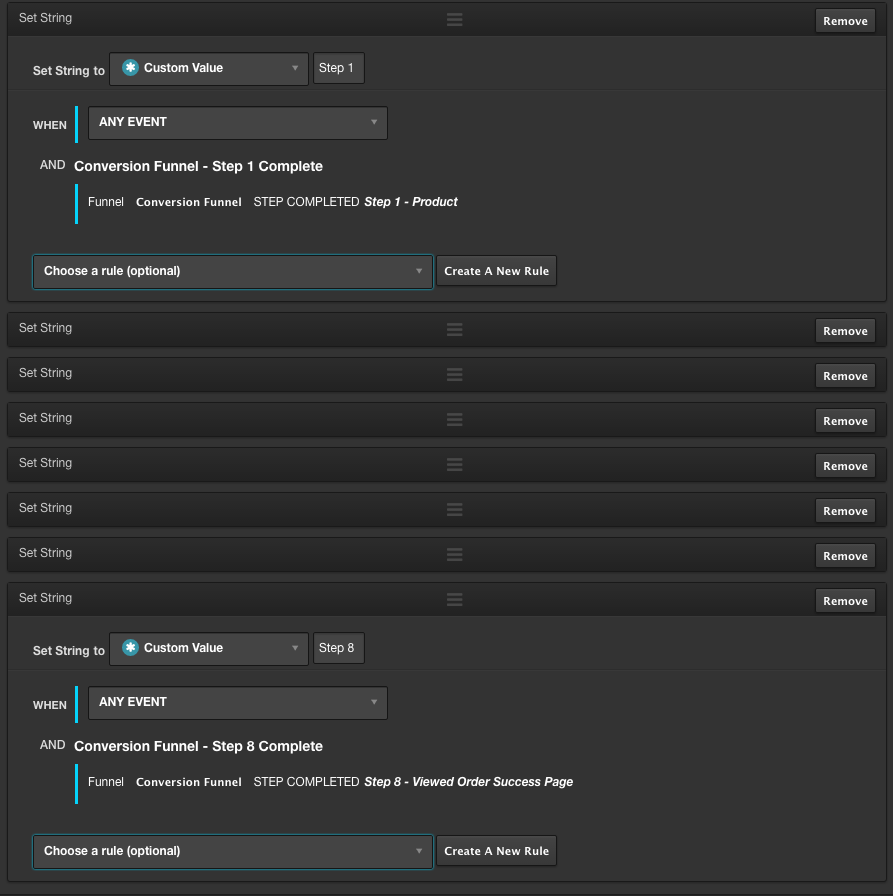 Set String
Remove
Set String to Custom Value Step 1
WHEN ANY EVENT
AND Conversion Funnel - Step 1 Complete
Funnel Conversion Funnel STEP COMPLETED Step 1 - Product
Choose a rule (optional) Create A New Rule
Set String Remove
Set String Remove
Set String Remove
Set String Remove
Set String Remove
Set String Remove
Set String Remove
Set String to Custom Value Step 8
WHEN ANY EVENT
AND Conversion Funnel - Step 8 Complete
Funnel Conversion Funnel STEP COMPLETED Step 8 - Viewed Order Success Page
Choose a rule (optional) Create A New Rule